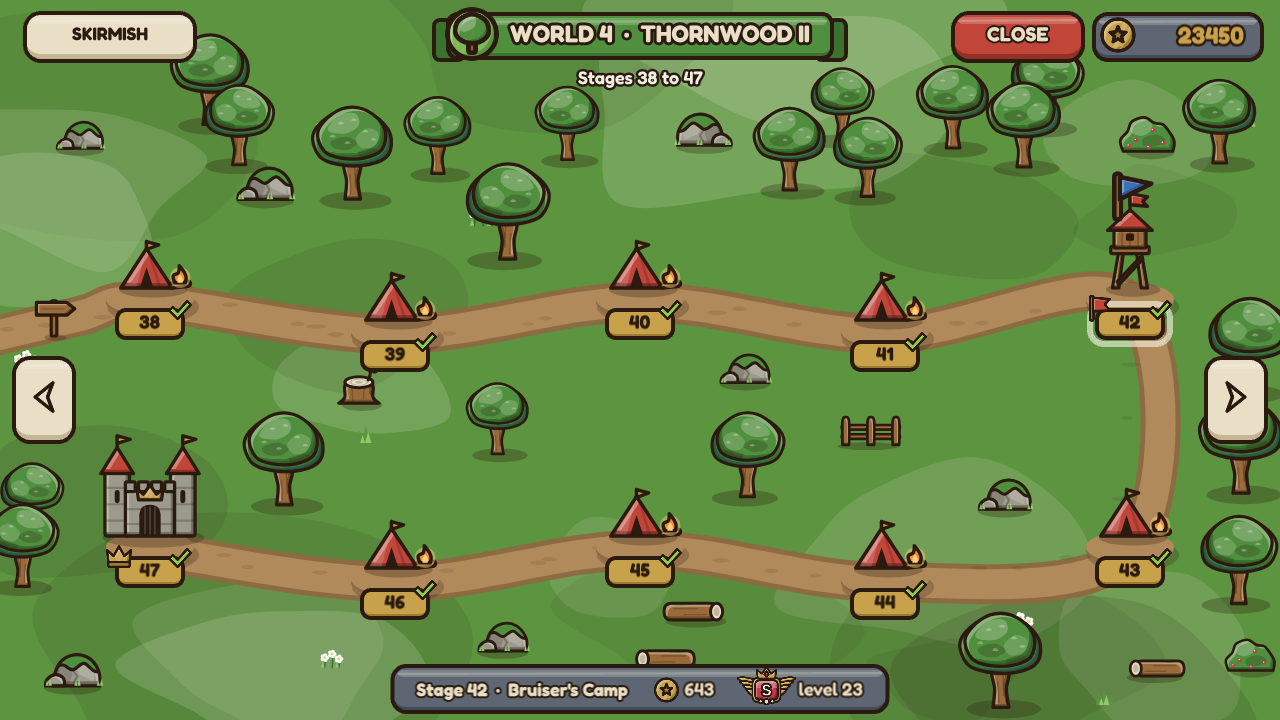 SKIRMISH
WORLD 4 · THORNWOOD II
CLOSE
23450
Stages 38 to 47
38
39
40
41
42
47
46
45
44
43
Stage 42 · Bruiser's Camp
643
S
level 23